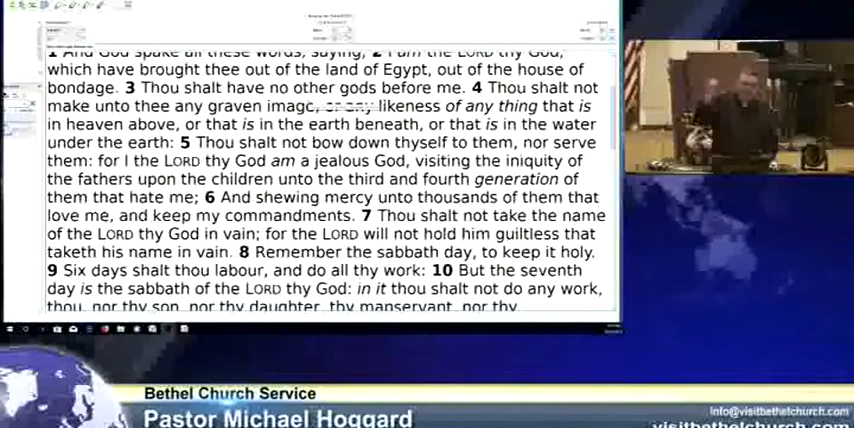 1 And God spake all these words, saying, 2 I am the LORD thy God,
which have brought thee out of the land of Egypt, out of the house of
bondage. 3 Thou shalt have no other gods before me. 4 Thou shalt not
make unto thee any graven image, or any likeness of any thing that is
in heaven above, or that is in the earth beneath, or that is in the water
under the earth: 5 Thou shalt not bow down thyself to them, nor serve
them: for I the LORD thy God am a jealous God, visiting the iniquity of
the fathers upon the children unto the third and fourth generation of
them that hate me; 6 And shewing mercy unto thousands of them that
love me, and keep my commandments. 7 Thou shalt not take the name
of the LORD thy God in vain; for the LORD will not hold him guiltless that
taketh his name in vain. 8 Remember the sabbath day, to keep it holy.
9 Six days shalt thou labour, and do all thy work: 10 But the seventh
day is the sabbath of the LORD thy God: in it thou shalt not do any work,
thou, nor thy son, nor thy daughter, thy manservant, nor thy
Bethel Church Service
Pastor Michael Hoggard
info@visitbethelchurch.com
visitbethelchurch.com